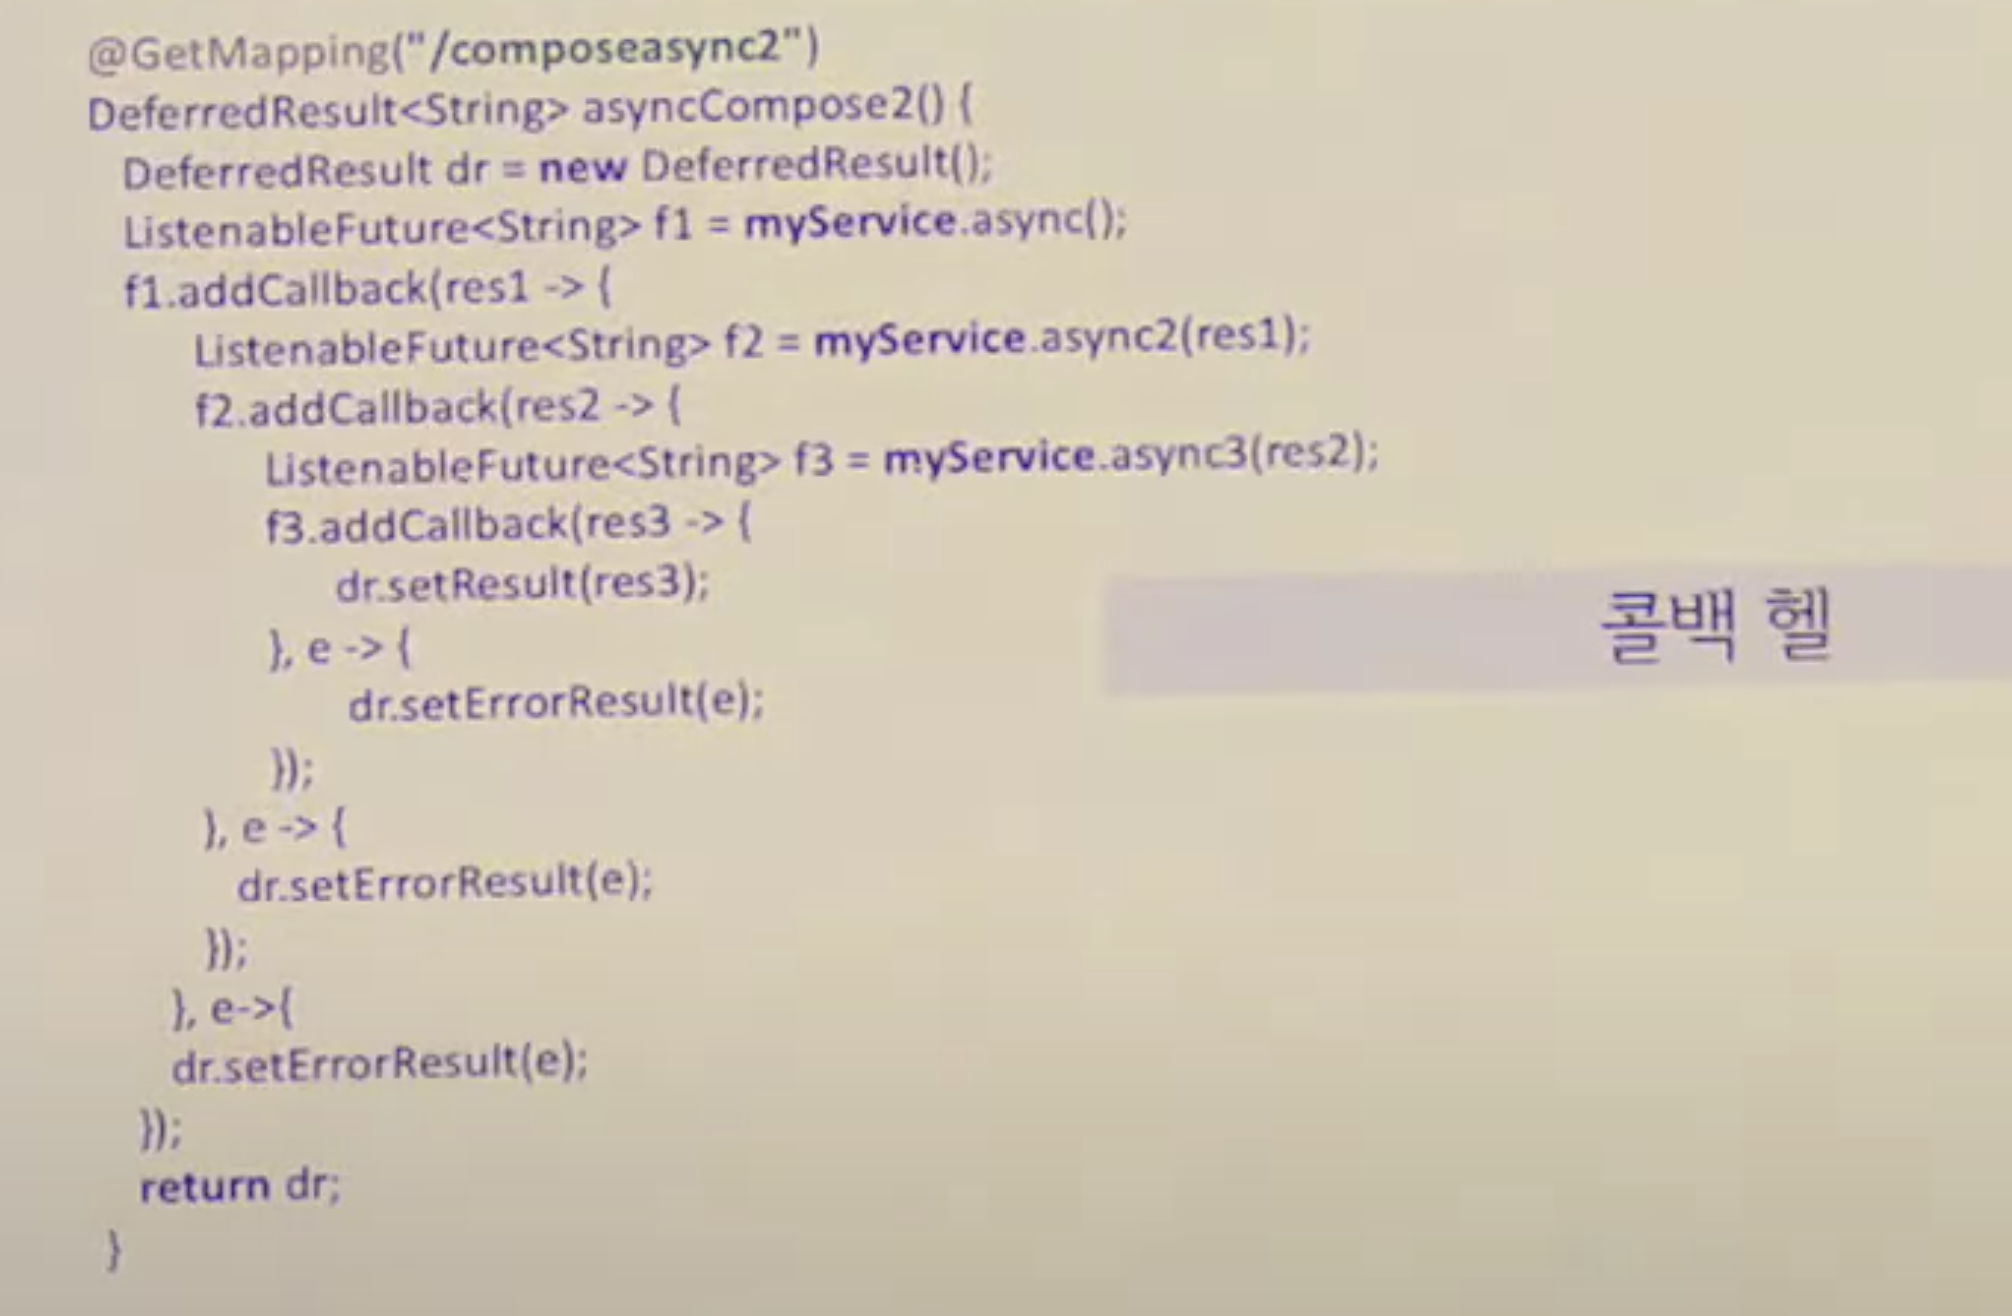 @GetMapping("/composeasync2")
DeferredResult<String> asyncCompose2() {
DeferredResult dr = new DeferredResult();
ListenableFuture<String> f1 = myService.async();
f1.addCallback(res1 -> {
ListenableFuture<String> f2 = myService.async2(res1);
f2.addCallback(res2 -> {
ListenableFuture<String> f3 = myService.async3(res2);
f3.addCallback(res3 -> {
dr.setResult(res3);
}, e -> {
dr.setErrorResult(e);
});
}, e -> {
dr.setErrorResult(e);
});
}, e->{
dr.setErrorResult(e);
});
return dr;
}
콜백 헬